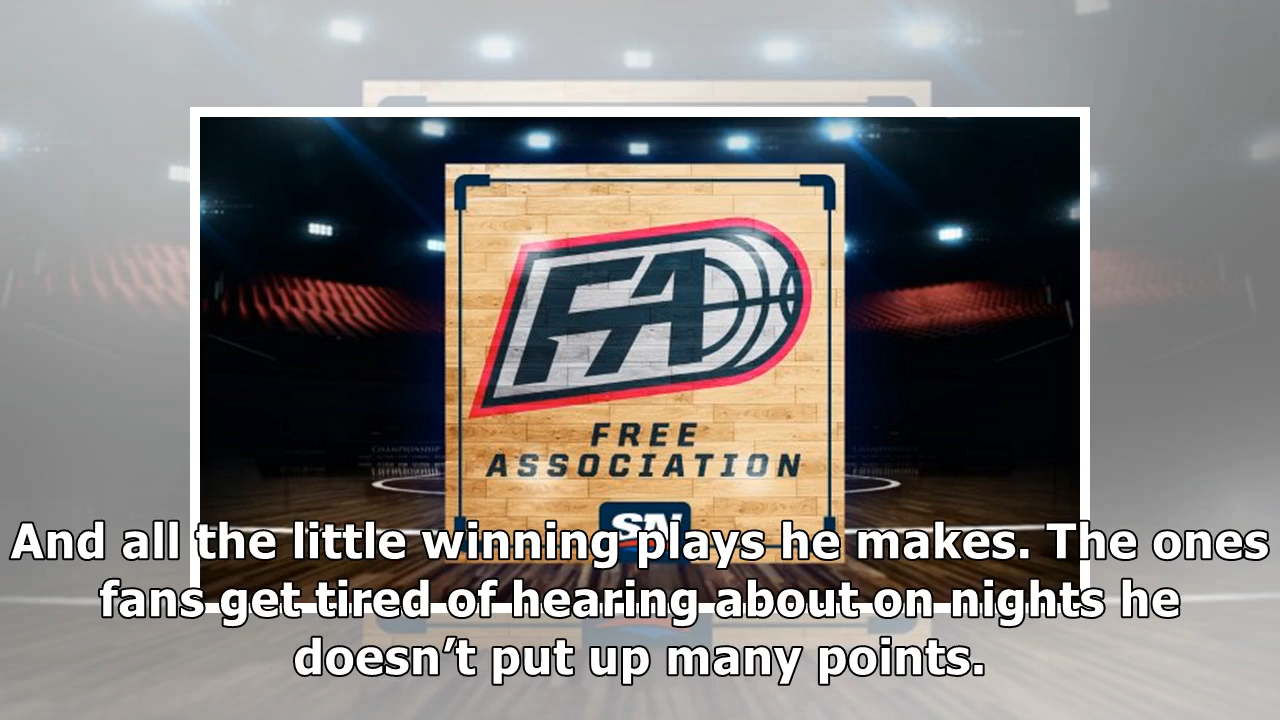 FA
FREE
ASSOCIATION
SN
And all the little winning plays he makes. The ones
fans get tired of hearing about on nights he
doesn’t put up many points.